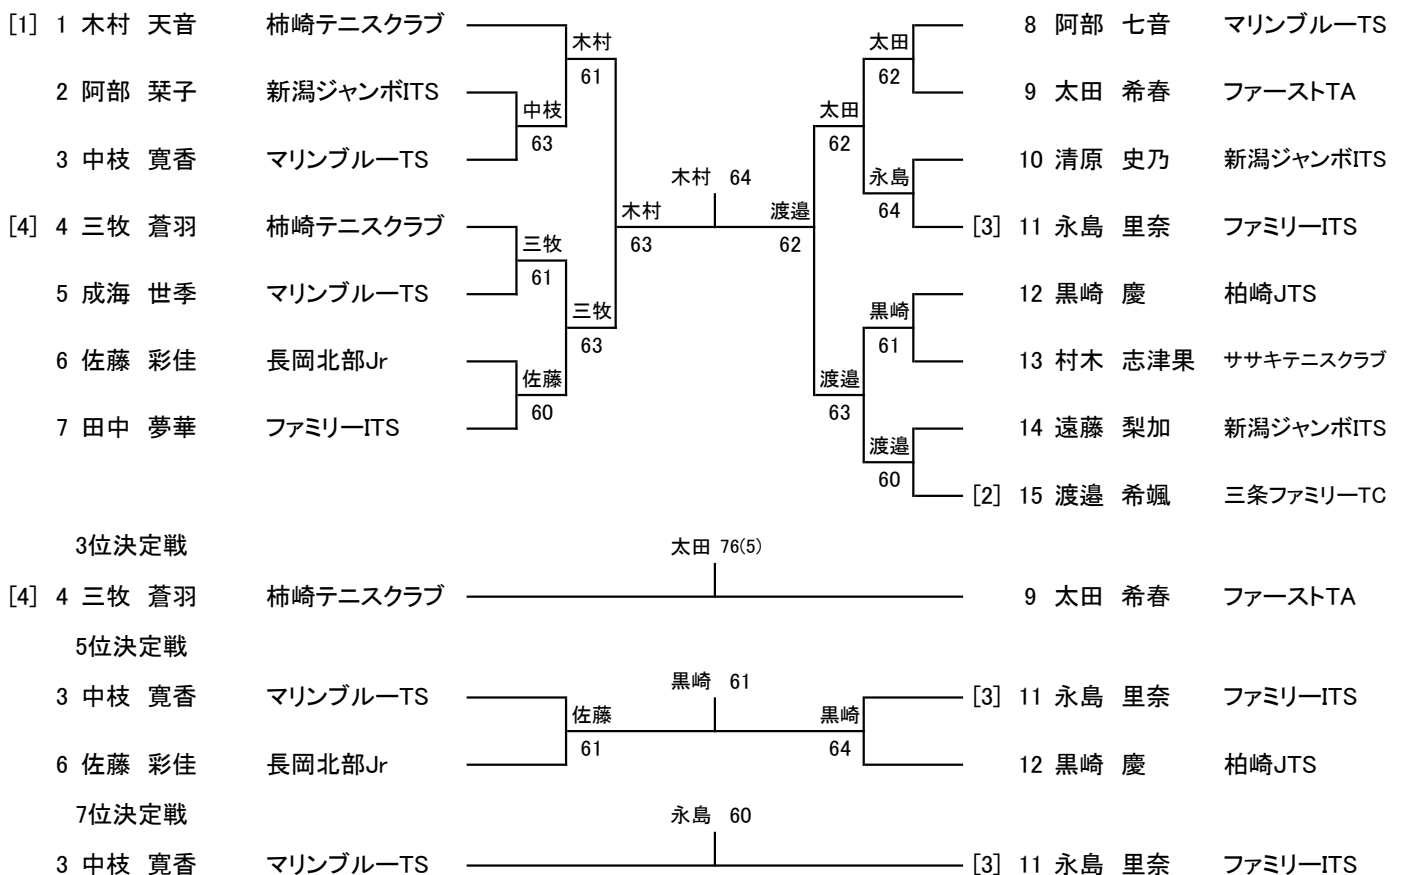 [1] 1 木村 天音 柿崎テニスクラブ 8 阿部 七音 マリンブルーTS
木村 太田
61 62
2 阿部 栞子 新潟ジャンボITS 9 太田 希春 ファーストTA
中枝 太田
63 62
3 中枝 寛香 マリンブルーTS 10 清原 史乃 新潟ジャンボITS
木村 64 永島
木村 渡邉 64
[4] 4 三牧 蒼羽 柿崎テニスクラブ [3] 11 永島 里奈 ファミリーITS
三牧 63 62
61
5 成海 世季 マリンブルーTS 12 黒崎 慶 柏崎JTS
三牧 黒崎
63 61
6 佐藤 彩佳 長岡北部Jr 13 村木 志津果 ササキテニスクラブ
佐藤 渡邉
60 63
7 田中 夢華 ファミリーITS 14 遠藤 梨加 新潟ジャンボITS
渡邉
60
[2] 15 渡邉 希颯 三条ファミリーTC
3位決定戦 太田 76(5)
[4] 4 三牧 蒼羽 柿崎テニスクラブ 9 太田 希春 ファーストTA
5位決定戦
黒崎 61
3 中枝 寛香 マリンブルーTS [3] 11 永島 里奈 ファミリーITS
佐藤 黒崎
61 64
6 佐藤 彩佳 長岡北部Jr 12 黒崎 慶 柏崎JTS
7位決定戦 永島 60
3 中枝 寛香 マリンブルーTS [3] 11 永島 里奈 ファミリーITS